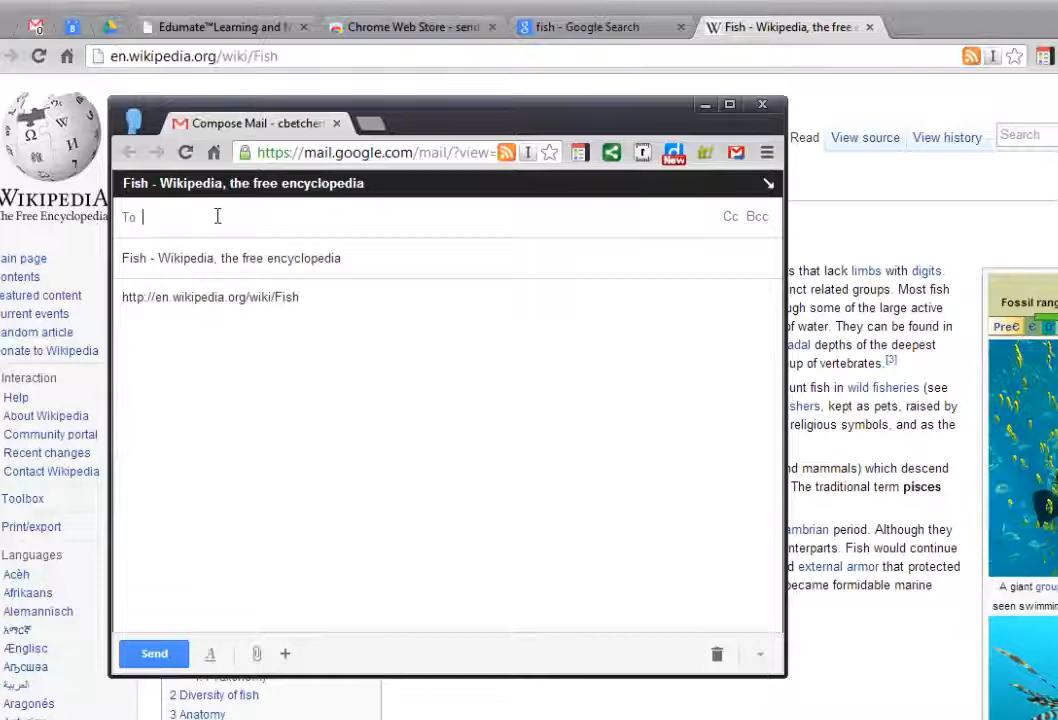 Edumate™Learning and M
Chrome Web Store - send
fish - Google Search
W Fish - Wikipedia, the free e
en.wikipedia.org/wiki/Fish
WIKIPEDIA
The Free Encyclopedia
ain page
ontents
eatured content
urrent events
andom article
onate to Wikipedia
Interaction
Help
About Wikipedia
Community portal
Recent changes
Contact Wikipedia
Toolbox
Print/export
Languages
Acèh
Afrikaans
Alemannisch
አማርኛ
Ænglisc
Аҧсшәа
العربية
Aragonés
Compose Mail - cbetcher
https://mail.google.com/mail/?view=
New
Fish - Wikipedia, the free encyclopedia
To
Cc Bcc
Fish - Wikipedia, the free encyclopedia
http://en.wikipedia.org/wiki/Fish
Send
Read View source View history
Search
s that lack limbs with digits.
nct related groups. Most fish
ugh some of the large active
of water. They can be found in
adal depths of the deepest
up of vertebrates.[3]
unt fish in wild fisheries (see
shers, kept as pets, raised by
religious symbols, and as the
nd mammals) which descend
The traditional term pisces
ambrian period. Although they
nterparts. Fish would continue
d external armor that protected
became formidable marine
Fossil rang
PreЄ Є O
A giant group
seen swimmin
2 Diversity of fish
3 Anatomy